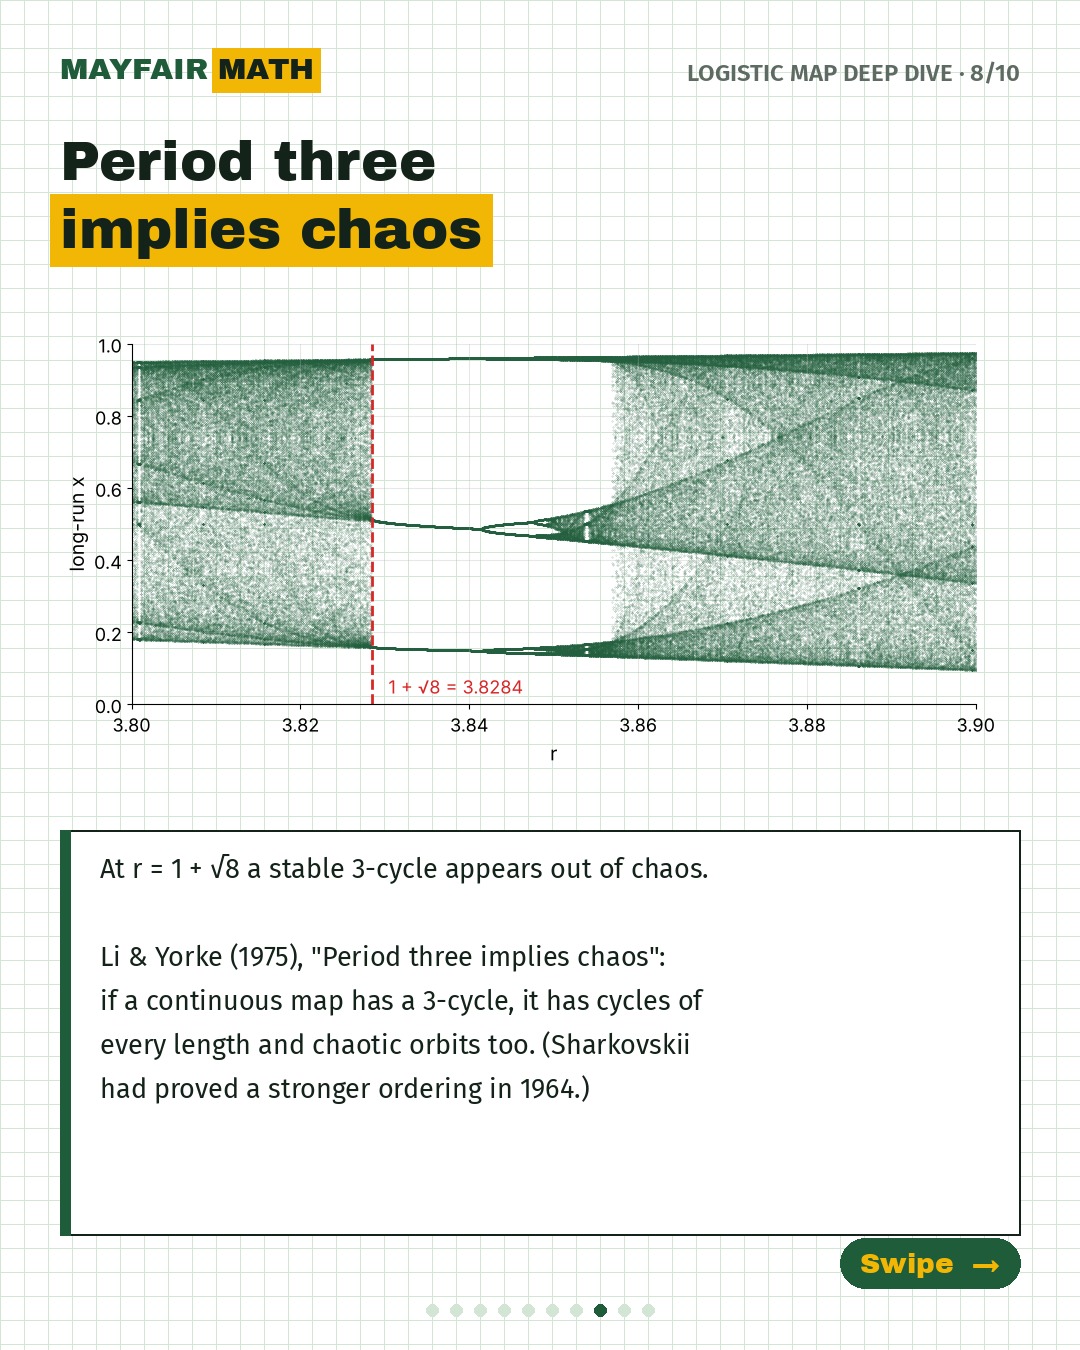 MAYFAIR MATH
LOGISTIC MAP DEEP DIVE · 8/10
Period three
implies chaos
1.0
0.8
0.6
0.4
0.2
0.0
long-run x
1 + √8 = 3.8284
3.80 3.82 3.84 3.86 3.88 3.90
r
At r = 1 + √8 a stable 3-cycle appears out of chaos.
Li & Yorke (1975), "Period three implies chaos":
if a continuous map has a 3-cycle, it has cycles of
every length and chaotic orbits too. (Sharkovskii
had proved a stronger ordering in 1964.)
Swipe →